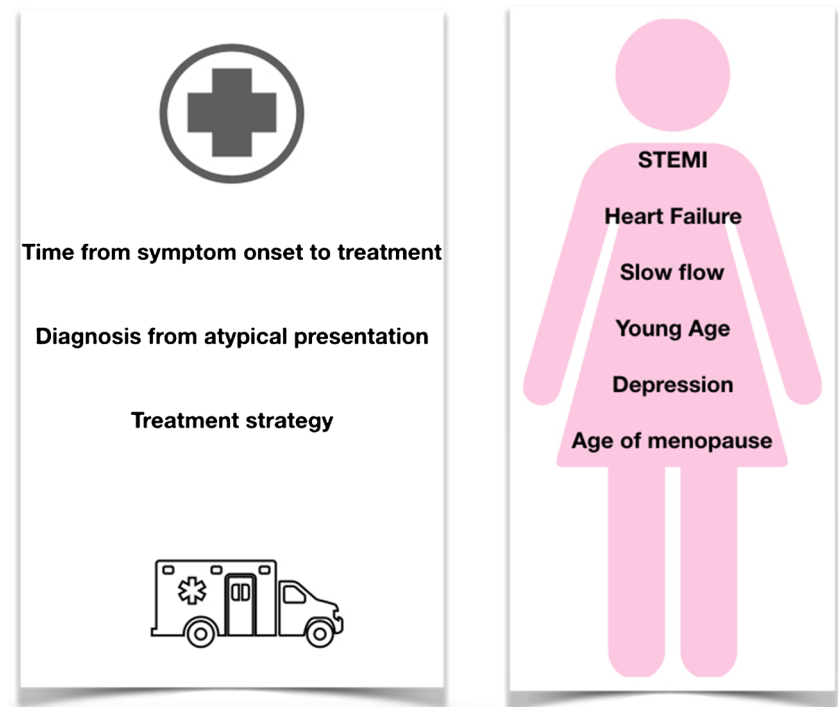 Time from symptom onset to treatment
Diagnosis from atypical presentation
Treatment strategy
STEMI
Heart Failure
Slow flow
Young Age
Depression
Age of menopause